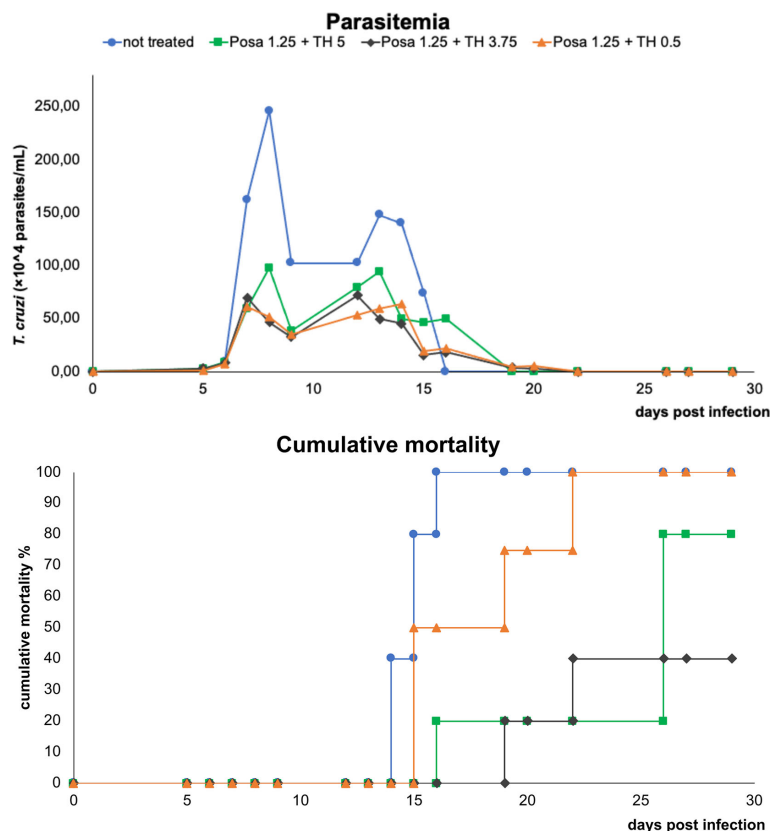 Parasitemia
not treated Posa 1.25 + TH 5 Posa 1.25 + TH 3.75 Posa 1.25 + TH 0.5
T. cruzi (×10^4 parasites/mL)
250,00
200,00
150,00
100,00
50,00
0,00
0 5 10 15 20 25 30
days post infection
Cumulative mortality
cumulative mortality %
100
90
80
70
60
50
40
30
20
10
0
0 5 10 15 20 25 30
days post infection